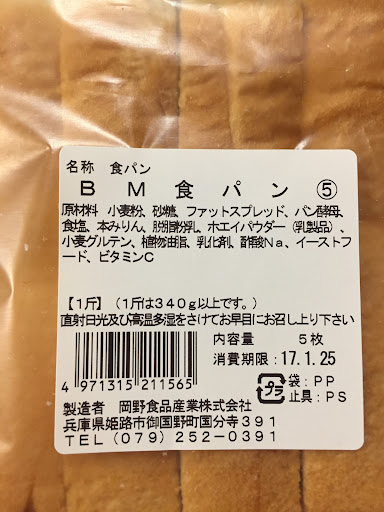 名称 食パン
BM食パン ⑤
原材料 小麦粉、砂糖、ファットスプレッド、パン酵母、
食塩、本みりん、脱脂粉乳、ホエイパウダー（乳製品）、
小麦グルテン、植物油脂、乳化剤、酢酸Na、イーストフ
ード、ビタミンC
【1斤】（1斤は340g以上です。）
直射日光及び高温多湿をさけてお早目にお召し上り下さい
内容量 5枚
消費期限:17.1.25
4 971315 211565
プラ
袋:PP
止具:PS
製造者 岡野食品産業株式会社
兵庫県姫路市御国野町国分寺391
TEL(079)252-0391